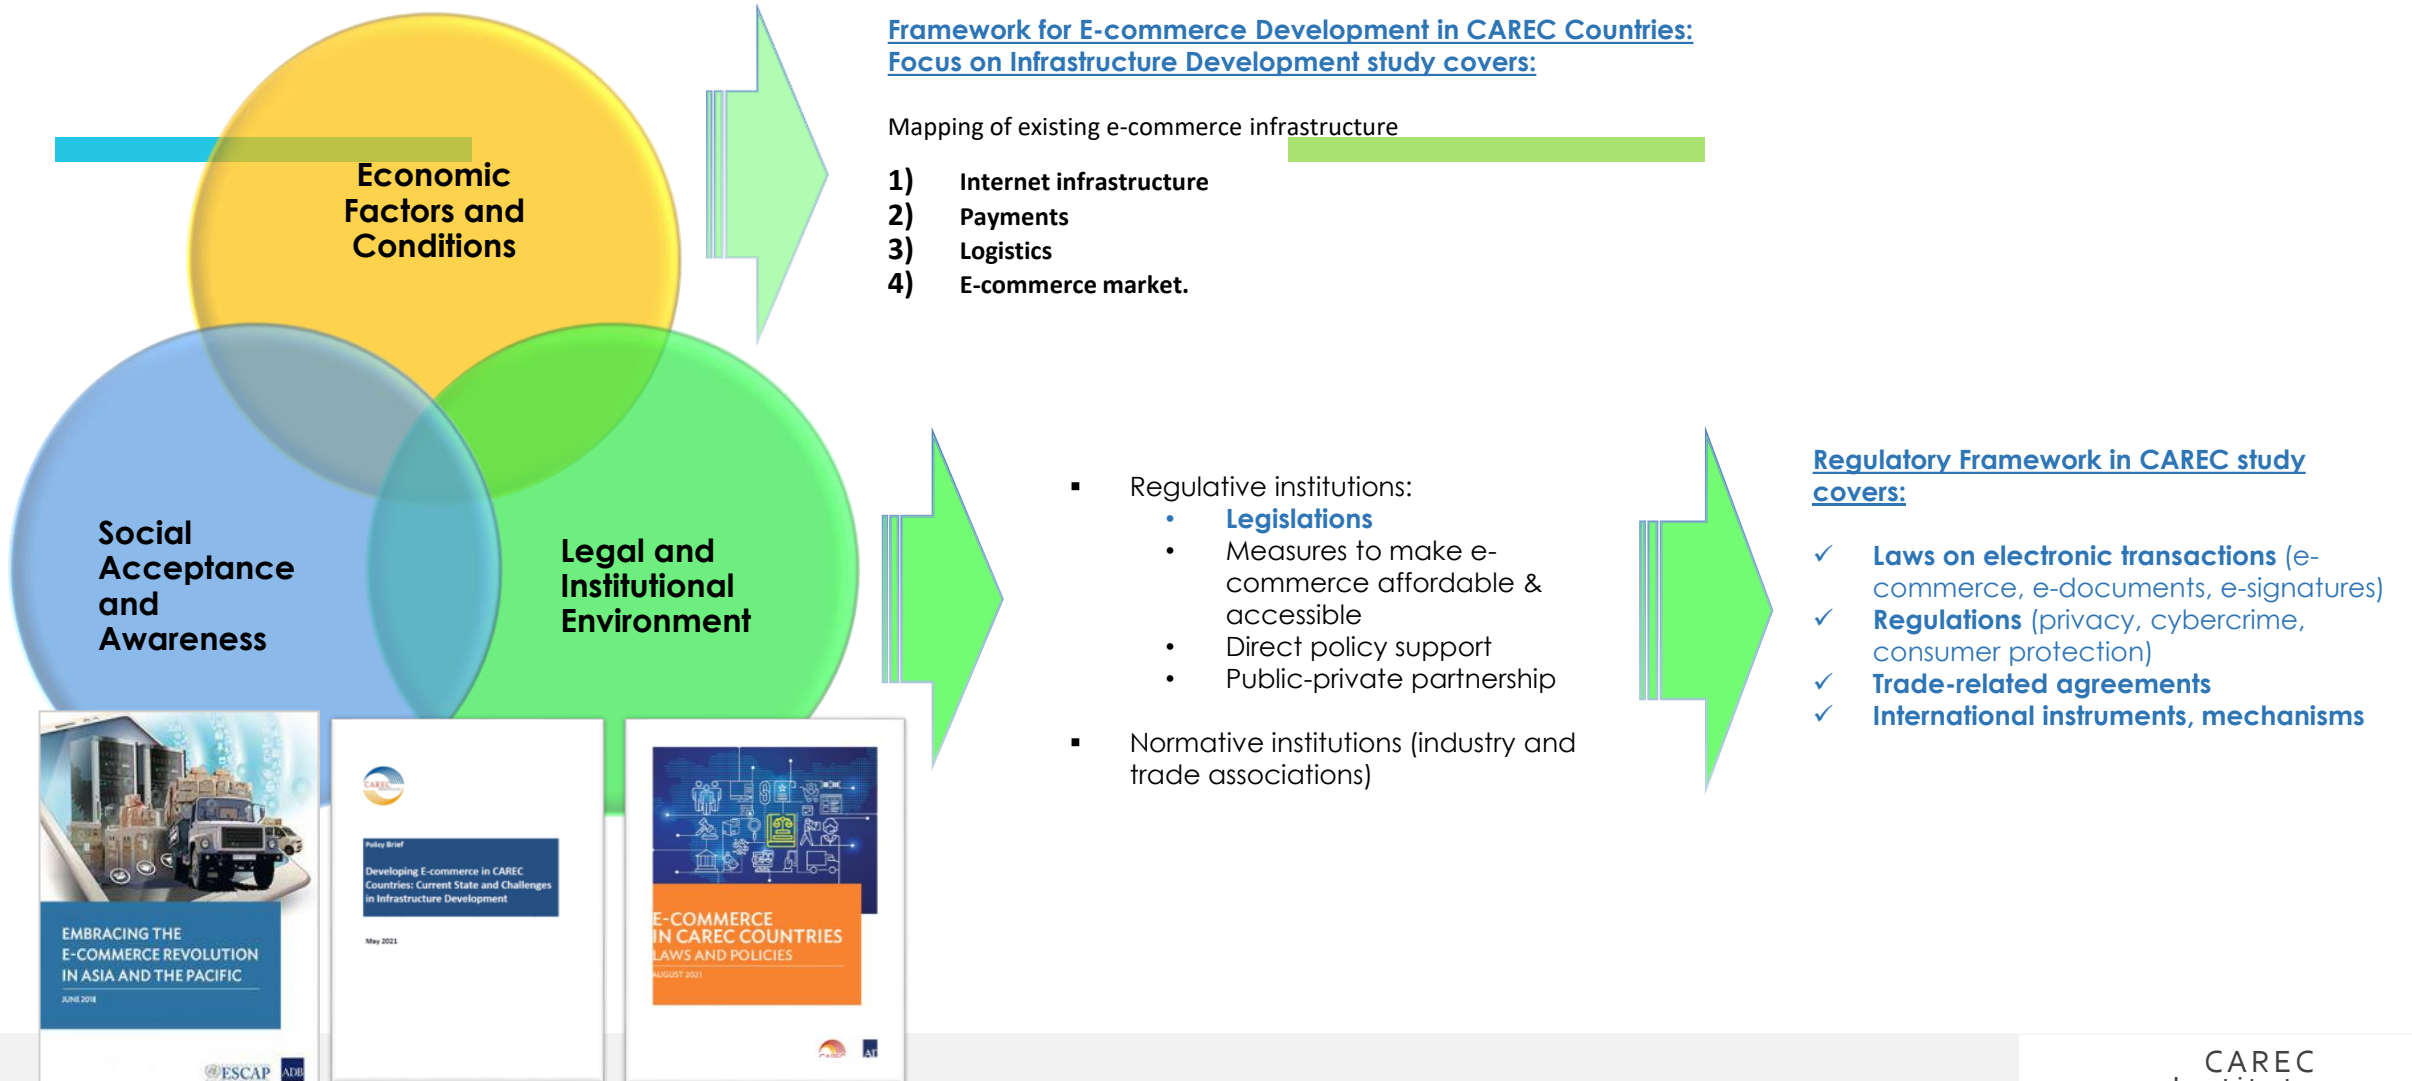 Framework for E-commerce Development in CAREC Countries:
Focus on Infrastructure Development study covers:
Mapping of existing e-commerce infrastructure
1) Internet infrastructure
2) Payments
3) Logistics
4) E-commerce market.
Economic
Factors and
Conditions
Social
Acceptance
and
Awareness
Legal and
Institutional
Environment
▪ Regulative institutions:
• Legislations
• Measures to make e-
commerce affordable &
accessible
• Direct policy support
• Public-private partnership
▪ Normative institutions (industry and
trade associations)
Regulatory Framework in CAREC study
covers:
✓ Laws on electronic transactions (e-
commerce, e-documents, e-signatures)
✓ Regulations (privacy, cybercrime,
consumer protection)
✓ Trade-related agreements
✓ International instruments, mechanisms
EMBRACING THE
E-COMMERCE REVOLUTION
IN ASIA AND THE PACIFIC
JUNE 2018
ESCAP
ADB
CAREC
Policy Brief
Developing E-commerce in CAREC
Countries: Current State and Challenges
in Infrastructure Development
May 2021
E-COMMERCE
IN CAREC COUNTRIES
LAWS AND POLICIES
AUGUST 2021
CAREC
AD
CAREC